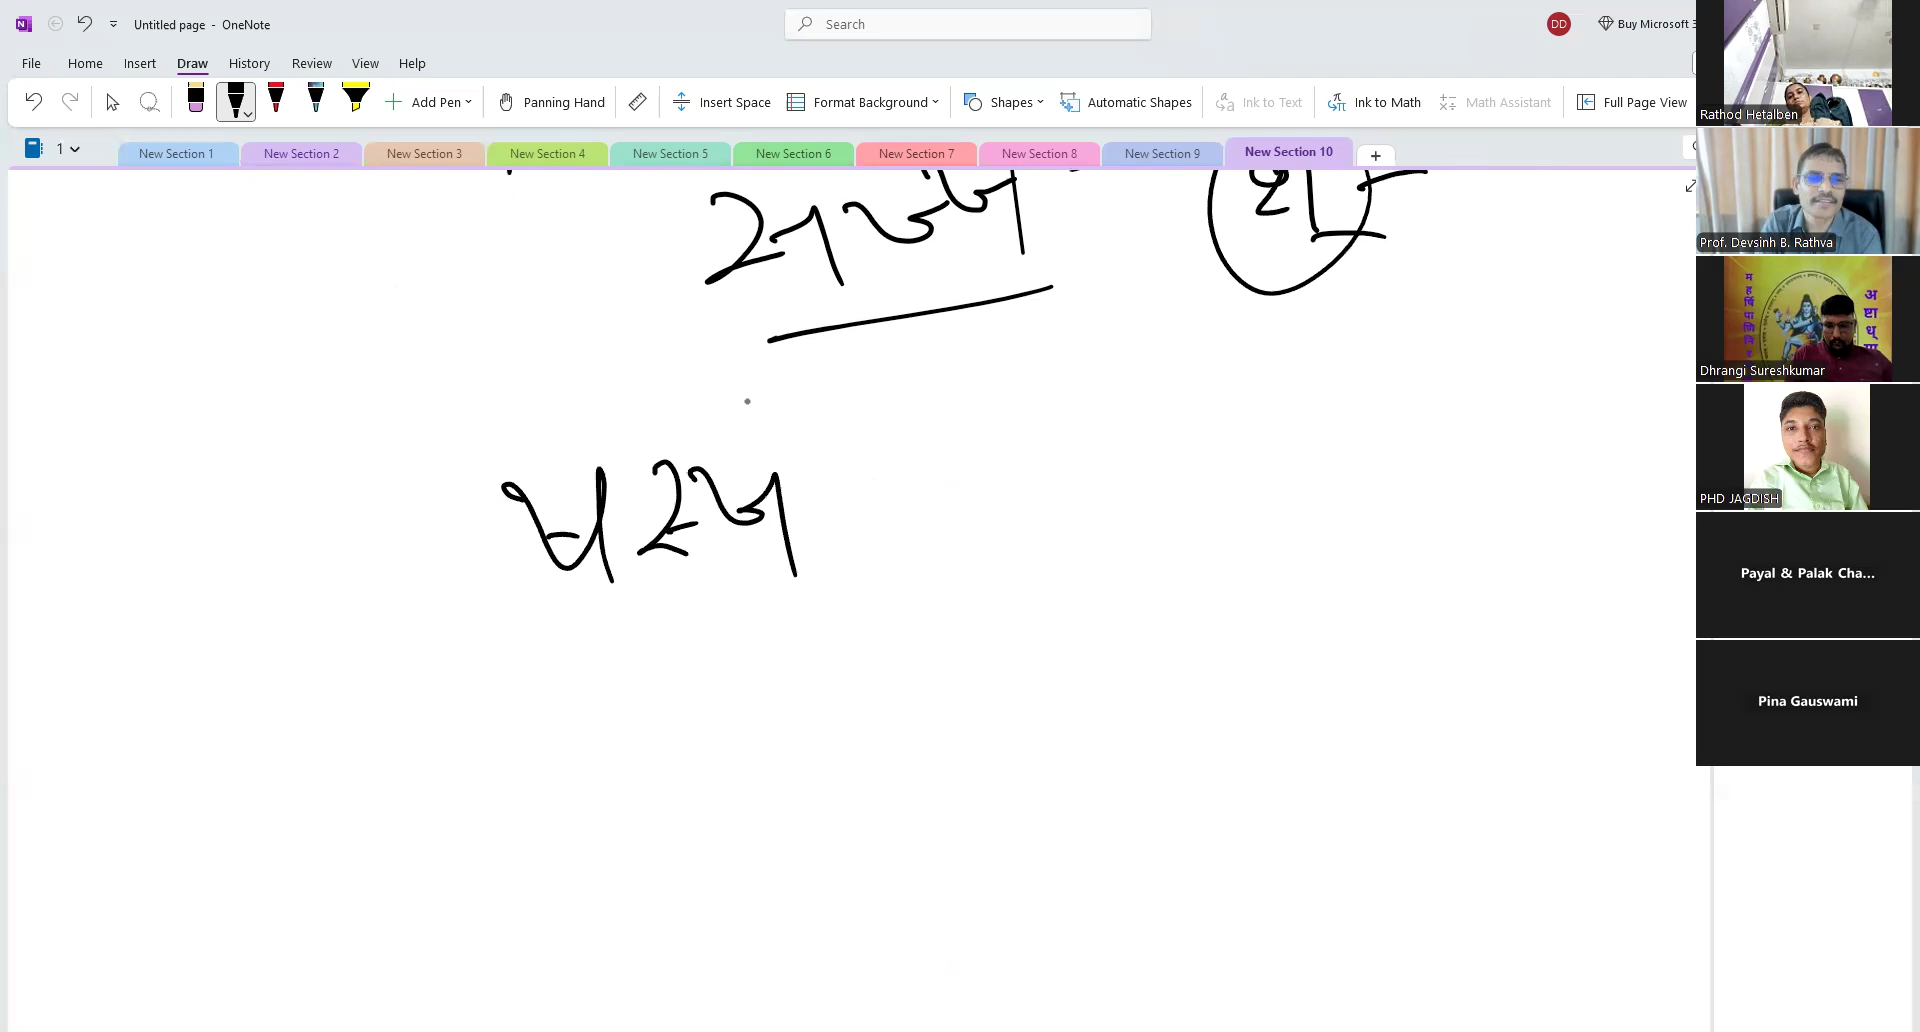 Untitled page - OneNote
Search
DD
Buy Microsoft 3
File Home Insert Draw History Review View Help
Add Pen Panning Hand Insert Space Format Background Shapes Automatic Shapes Ink to Text Ink to Math Math Assistant Full Page View
1 New Section 1 New Section 2 New Section 3 New Section 4 New Section 5 New Section 6 New Section 7 New Section 8 New Section 9 New Section 10 +
Rathod Hetalben
Prof. Devsinh B. Rathva
महर्षिपाणिनि
अष्टाध्या
Dhrangi Sureshkumar
PHD JAGDISH
Payal & Palak Cha...
Pina Gauswami